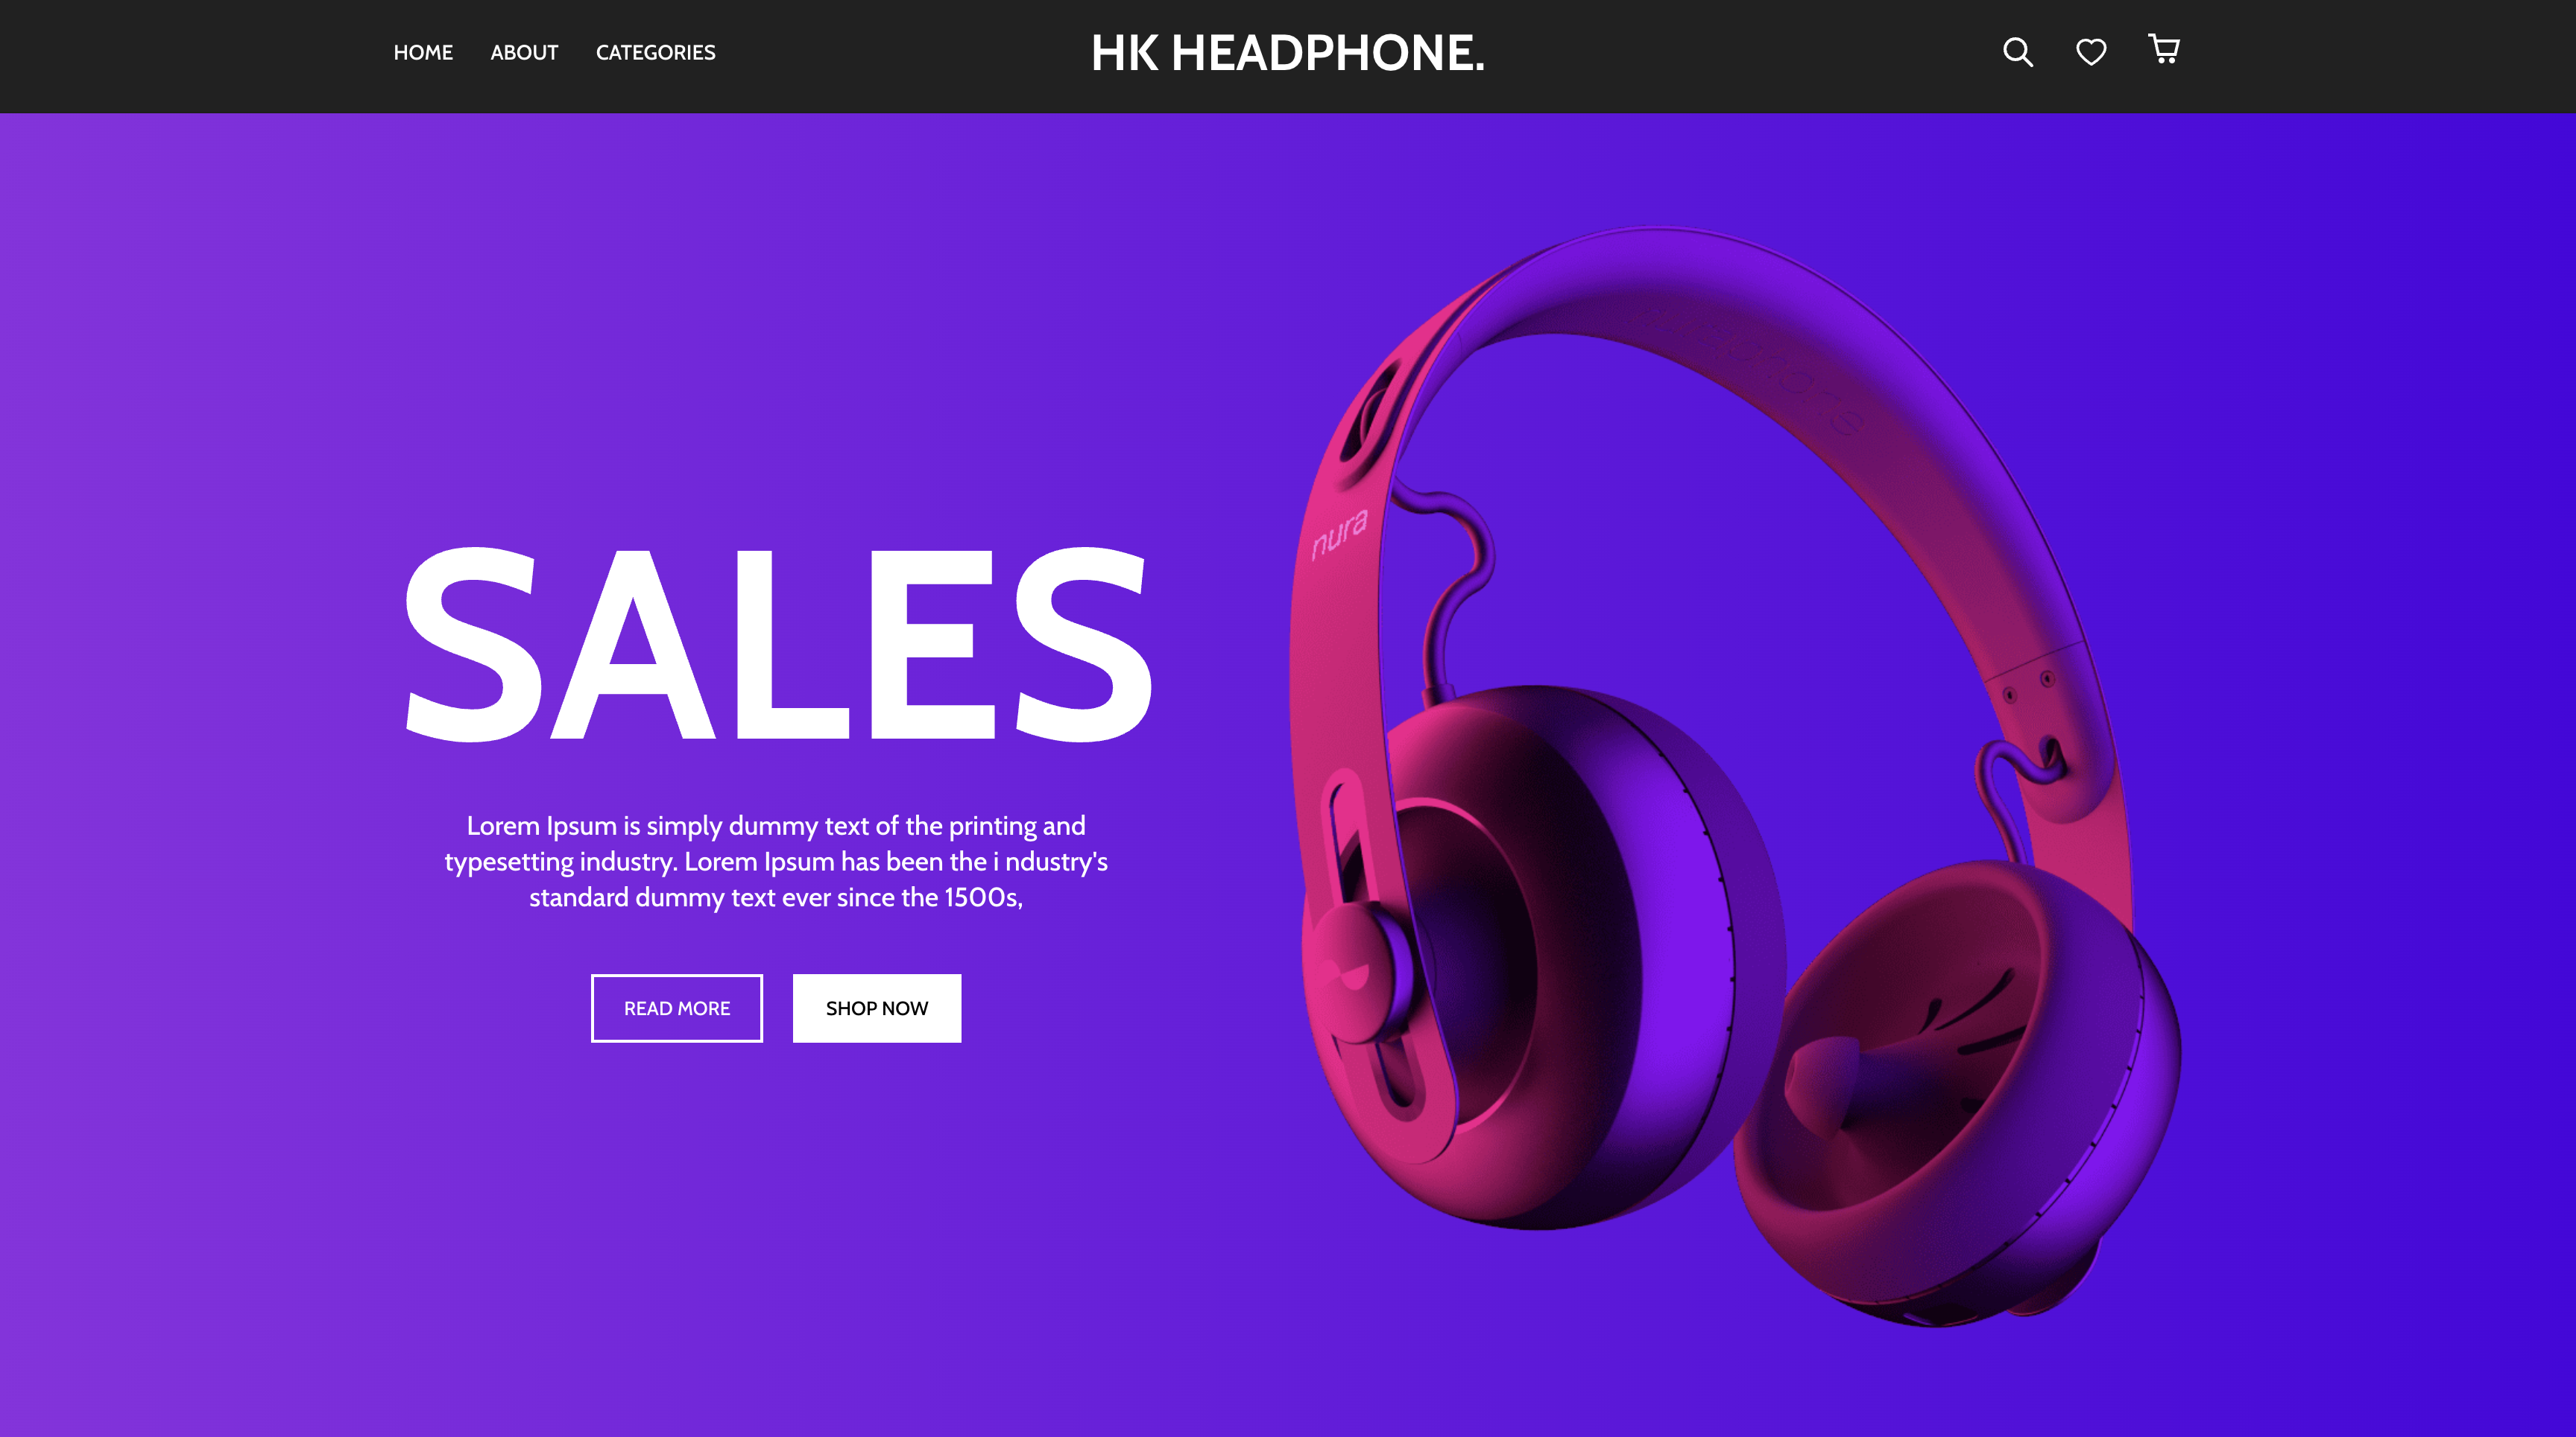 HOME ABOUT CATEGORIES HK HEADPHONE.
nura
SALES
Lorem Ipsum is simply dummy text of the printing and
typesetting industry. Lorem Ipsum has been the i ndustry's
standard dummy text ever since the 1500s,
READ MORE SHOP NOW